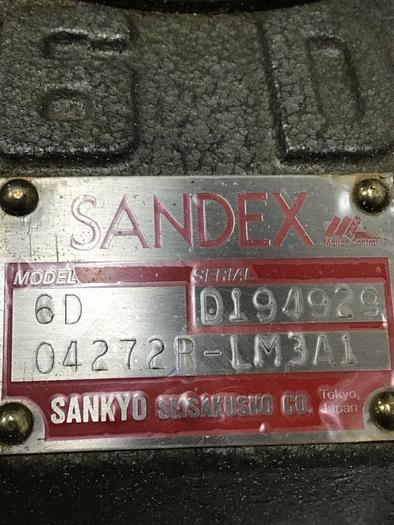 6D
SANDEX
Motion Control
MODEL SERIAL
6D D194929
04272R-LM3A1
SANKYO SEISAKUSHO CO. Tokyo, Japan